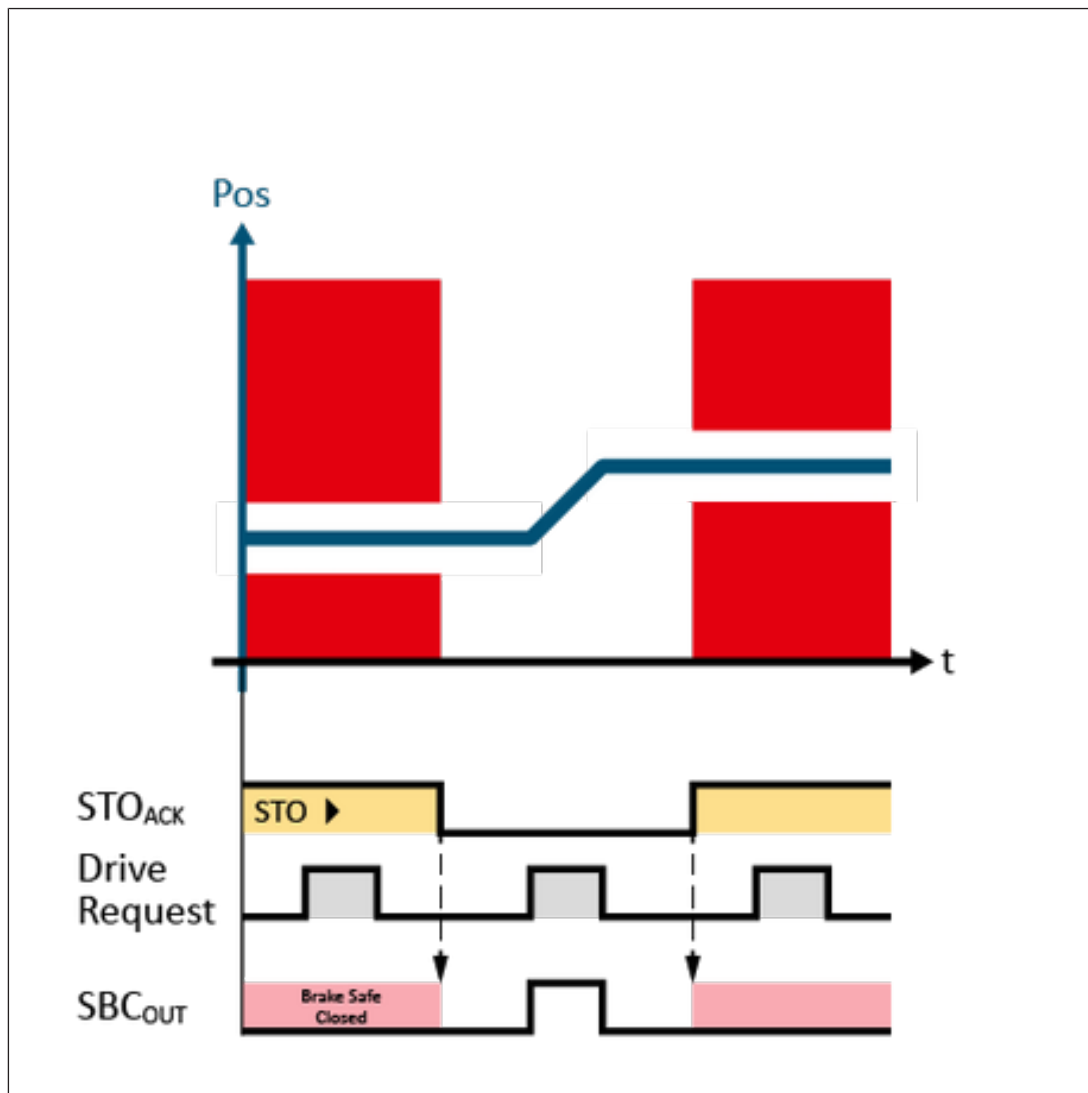 Pos
t
STOACK
STO
Drive
Request
SBCOUT
Brake Safe
Closed